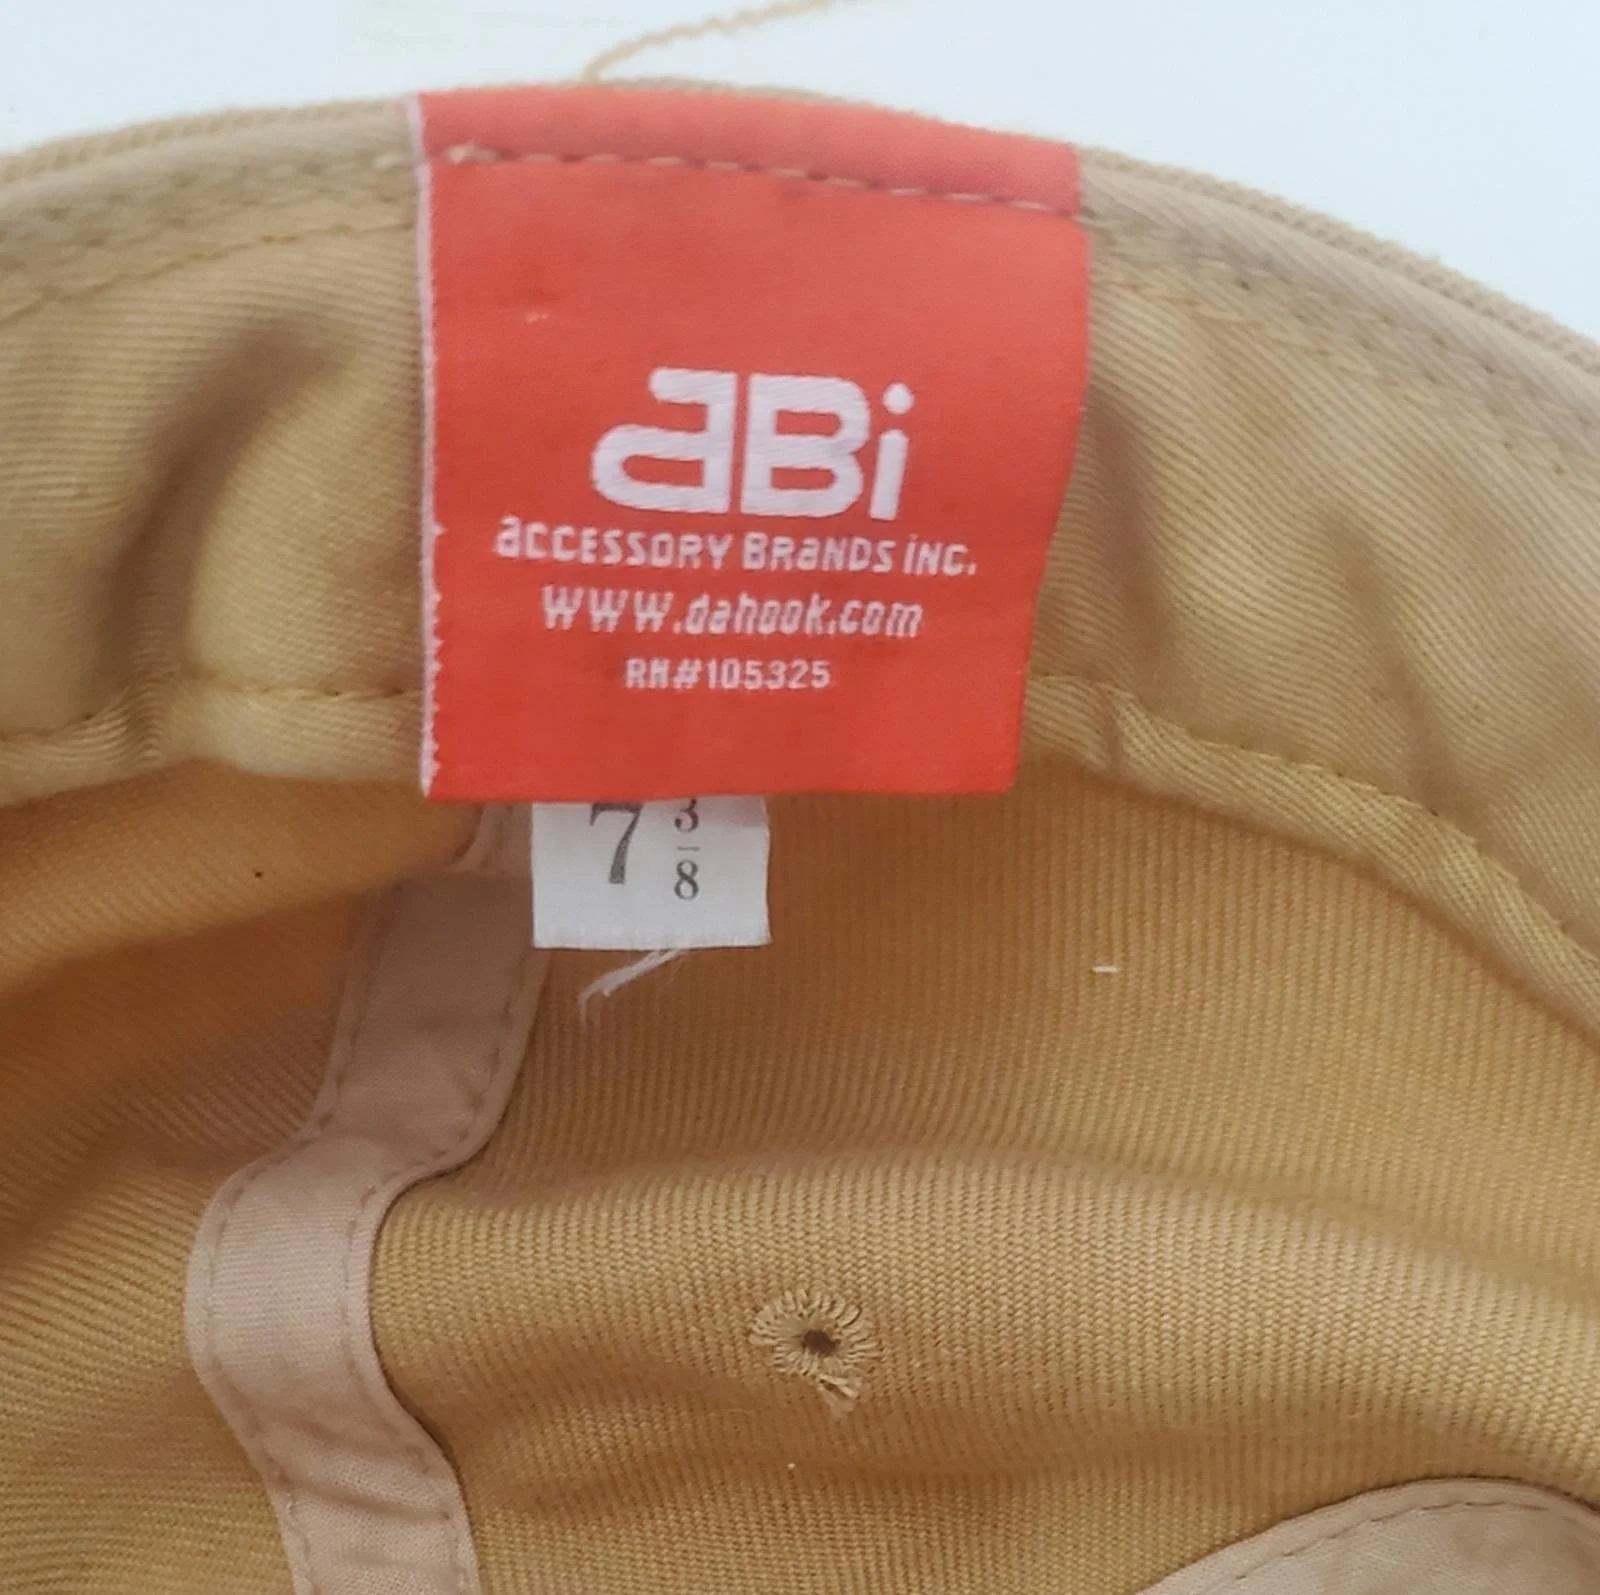 aBi
aCCESSORY BRaNDS iNC.
WWW.dahook.com
RN#105325
7 3/8